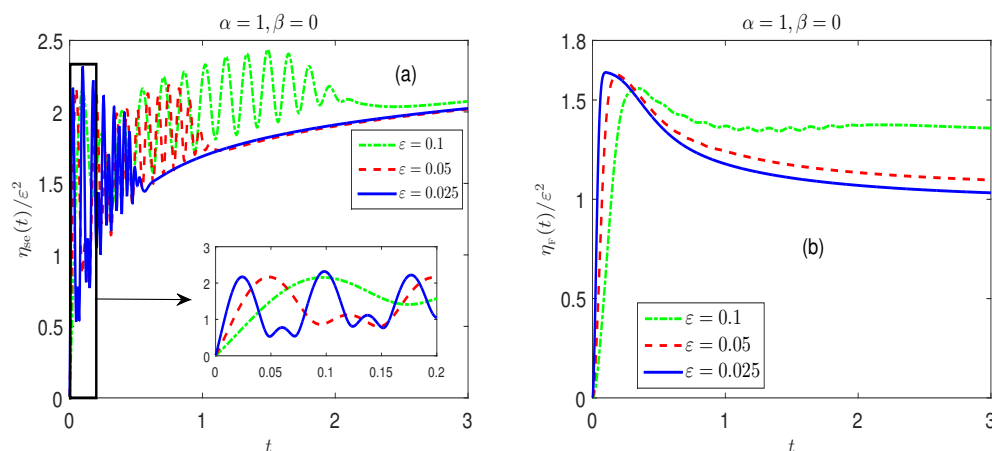 α = 1, β = 0
η_se(t)/ε²
2.5
2
1.5
1
0.5
0
0
1
2
3
t
(a)
ε = 0.1
ε = 0.05
ε = 0.025
3
2
1
0
0
0.05
0.1
0.15
0.2
α = 1, β = 0
η_F(t)/ε²
1.8
1.5
1
0.5
0
0
1
2
3
t
(b)
ε = 0.1
ε = 0.05
ε = 0.025